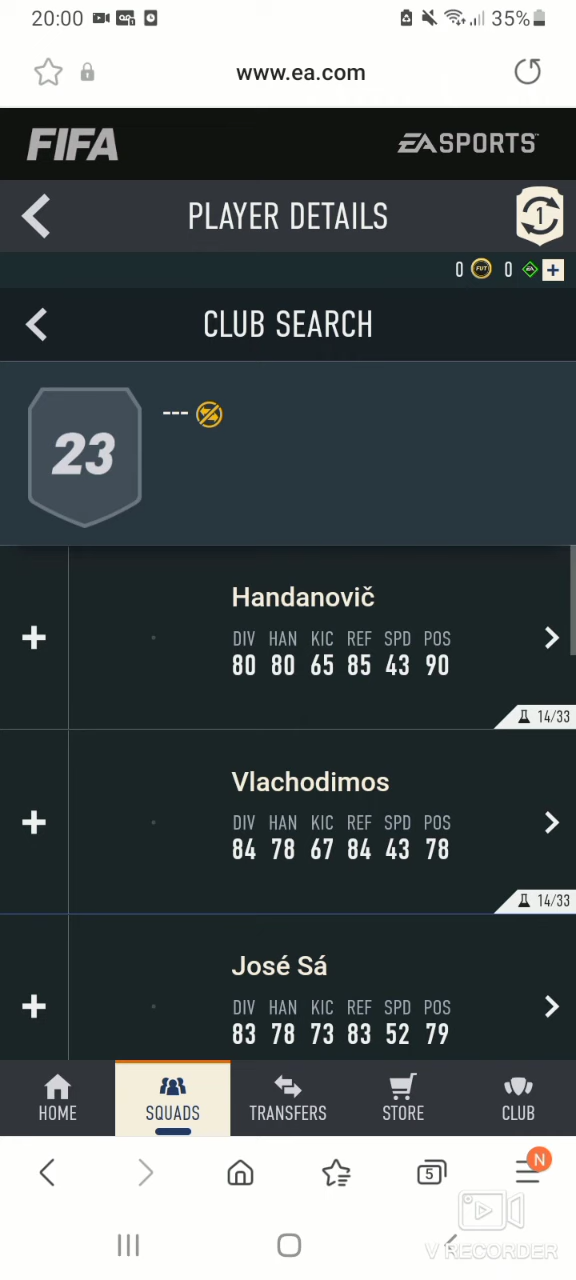 20:00 35%
www.ea.com
FIFA EA SPORTS
PLAYER DETAILS 1
0 FUT 0
CLUB SEARCH
23 ---
Handanovič
DIV HAN KIC REF SPD POS
80 80 65 85 43 90
14/33
Vlachodimos
DIV HAN KIC REF SPD POS
84 78 67 84 43 78
14/33
José Sá
DIV HAN KIC REF SPD POS
83 78 73 83 52 79
HOME SQUADS TRANSFERS STORE CLUB
5 N
V RECORDER